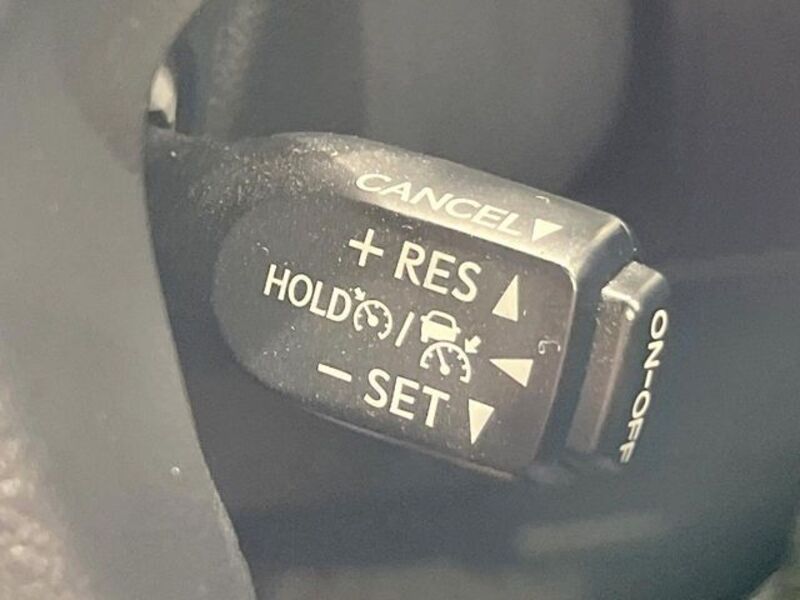 CANCEL▼
+ RES ▲
HOLD / ◀
− SET ▼
ON-OFF